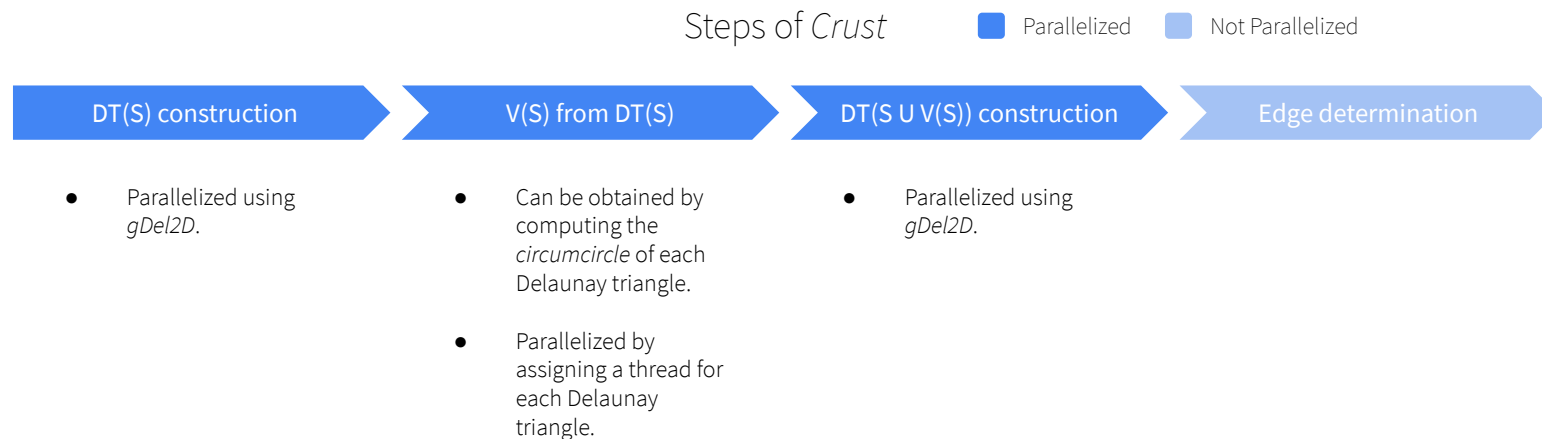 Steps of Crust
Parallelized
Not Parallelized
DT(S) construction
V(S) from DT(S)
DT(S U V(S)) construction
Edge determination
● Parallelized using
gDel2D.
● Can be obtained by
computing the
circumcircle of each
Delaunay triangle.
● Parallelized by
assigning a thread for
each Delaunay
triangle.
● Parallelized using
gDel2D.